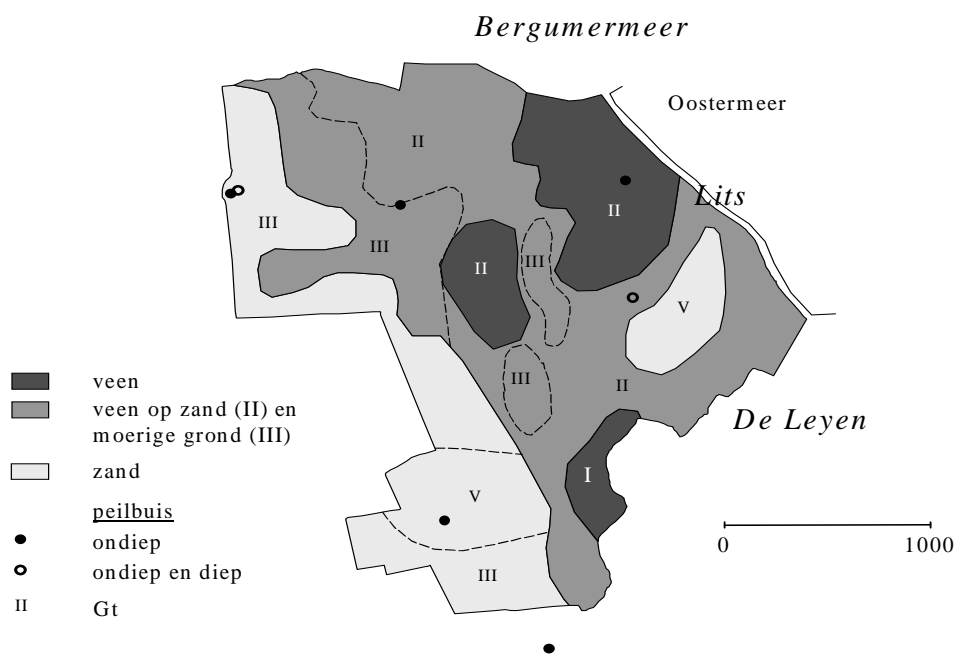 Bergumermeer
Oostermeer
II
Lits
III
II
III
II
III
V
III
II
De Leyen
I
V
III
veen
veen op zand (II) en
moerige grond (III)
zand
peilbuis
ondiep
ondiep en diep
II Gt
0 1000